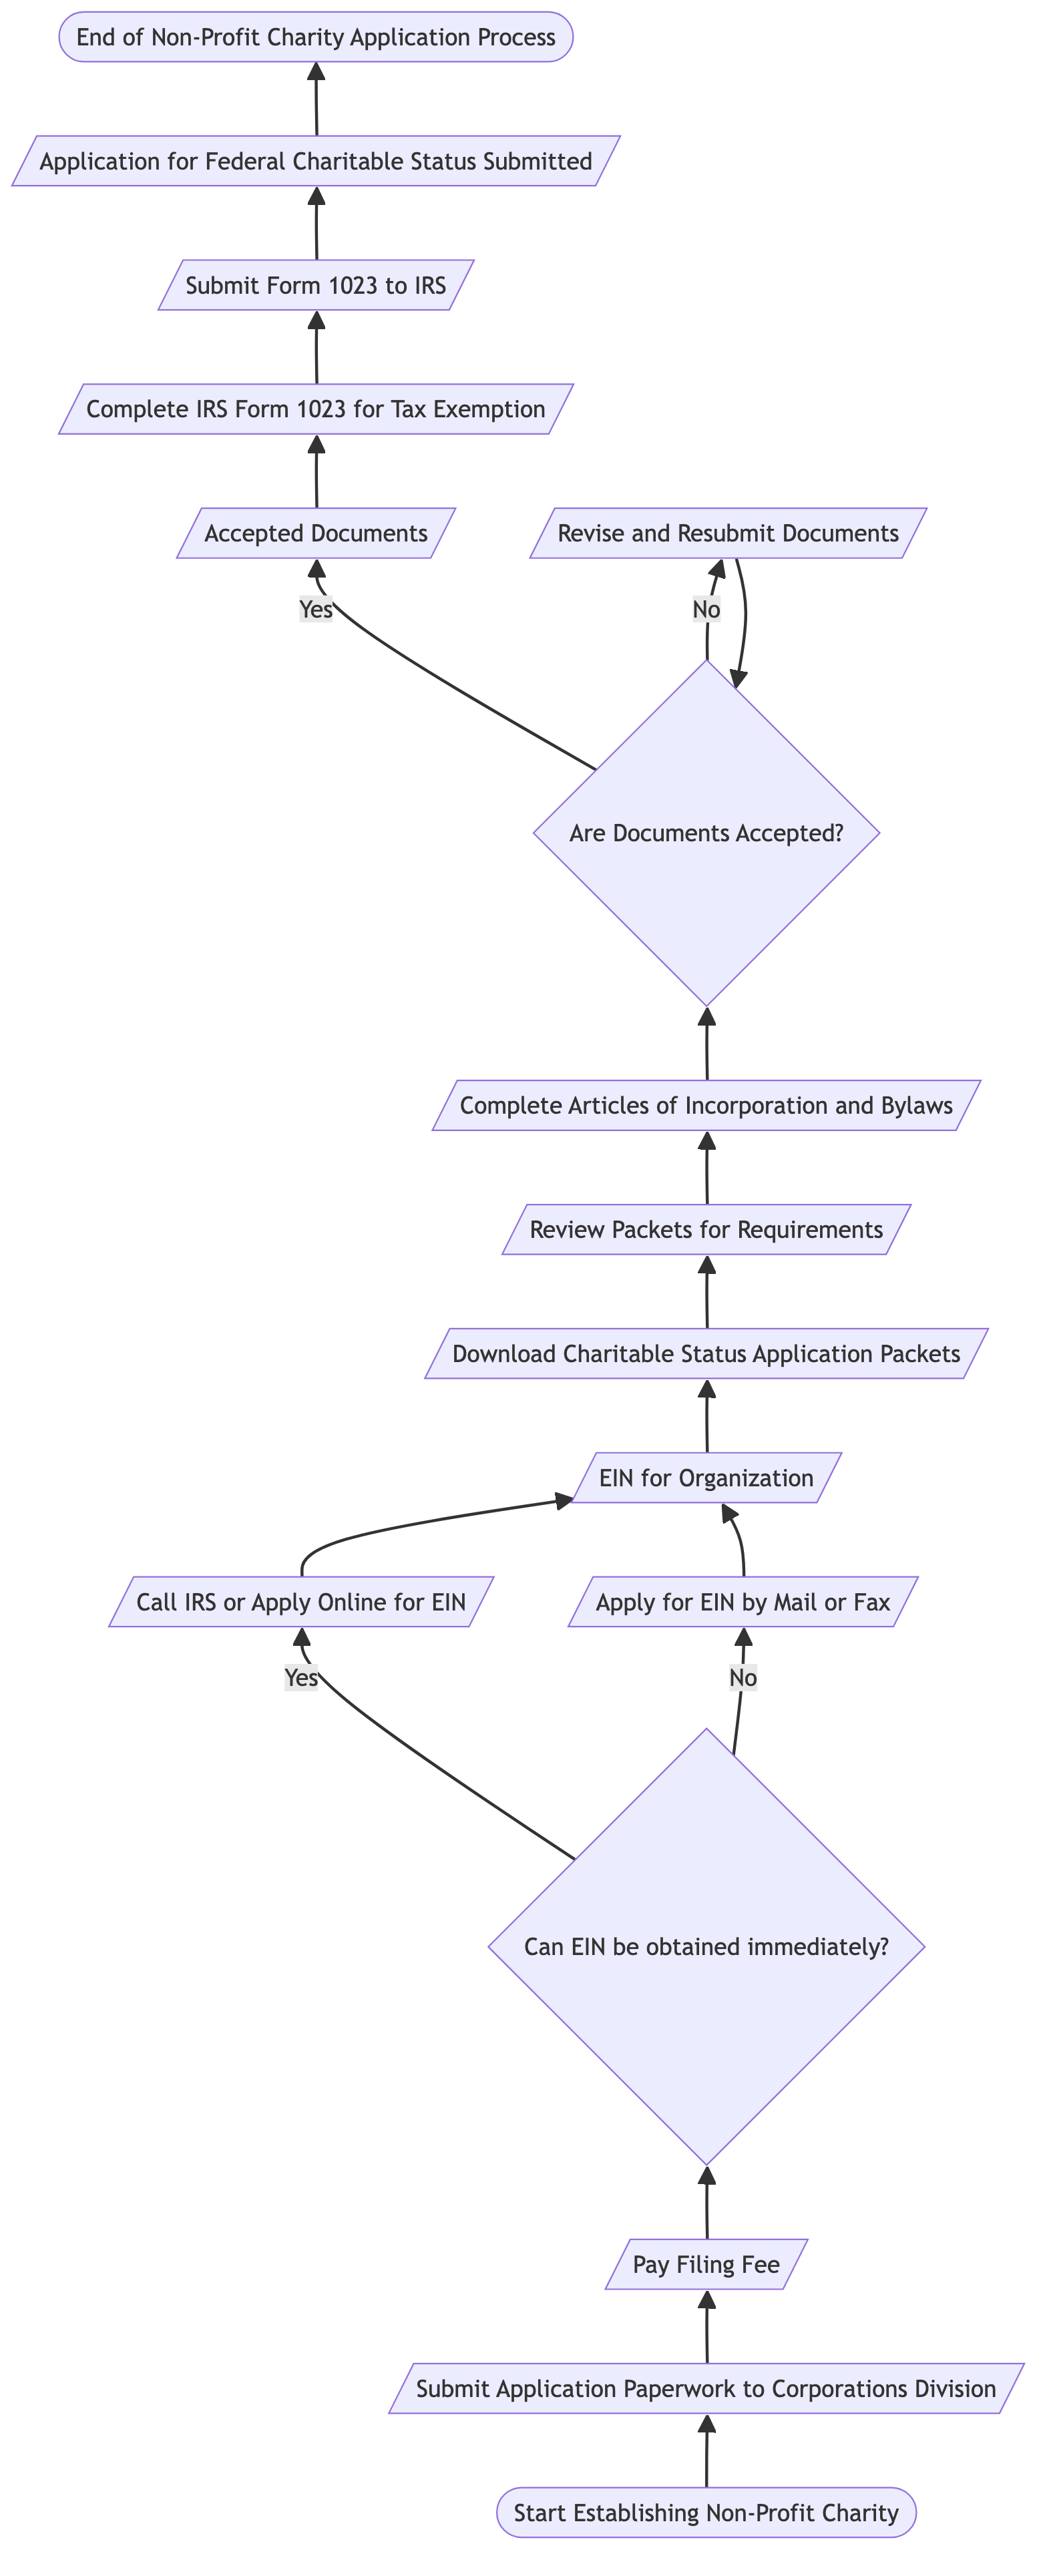 End of Non-Profit Charity Application Process
Application for Federal Charitable Status Submitted
Submit Form 1023 to IRS
Complete IRS Form 1023 for Tax Exemption
Accepted Documents
Revise and Resubmit Documents
Yes
No
Are Documents Accepted?
Complete Articles of Incorporation and Bylaws
Review Packets for Requirements
Download Charitable Status Application Packets
EIN for Organization
Call IRS or Apply Online for EIN
Apply for EIN by Mail or Fax
Yes
No
Can EIN be obtained immediately?
Pay Filing Fee
Submit Application Paperwork to Corporations Division
Start Establishing Non-Profit Charity